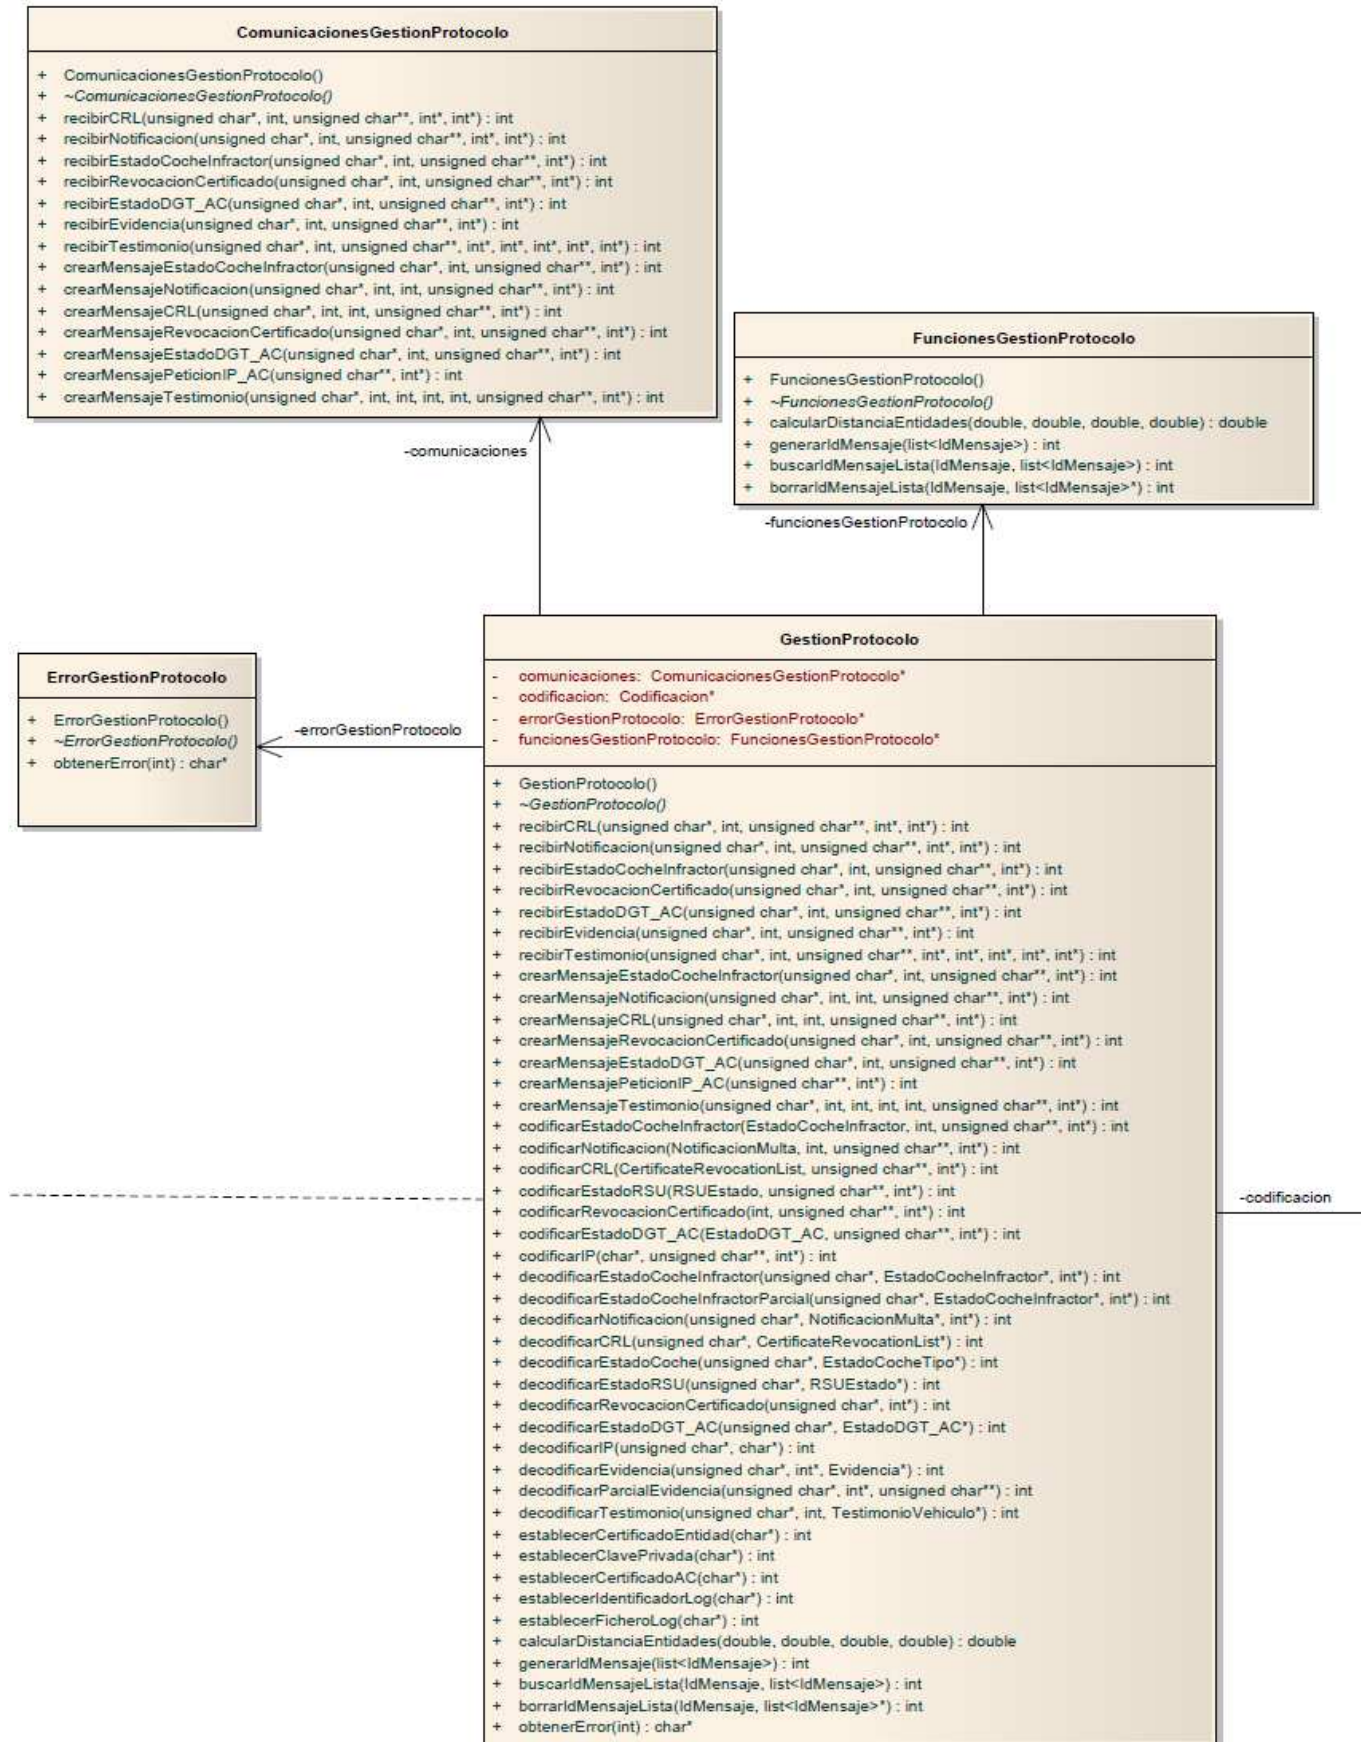 ComunicacionesGestionProtocolo
+ ComunicacionesGestionProtocolo()
+ ~ComunicacionesGestionProtocolo()
+ recibirCRL(unsigned char*, int, unsigned char**, int*, int*) : int
+ recibirNotificacion(unsigned char*, int, unsigned char**, int*, int*) : int
+ recibirEstadoCocheInfractor(unsigned char*, int, unsigned char**, int*) : int
+ recibirRevocacionCertificado(unsigned char*, int, unsigned char**, int*) : int
+ recibirEstadoDGT_AC(unsigned char*, int, unsigned char**, int*) : int
+ recibirEvidencia(unsigned char*, int, unsigned char**, int*) : int
+ recibirTestimonio(unsigned char*, int, unsigned char**, int*, int*, int*, int*, int*) : int
+ crearMensajeEstadoCocheInfractor(unsigned char*, int, unsigned char**, int*) : int
+ crearMensajeNotificacion(unsigned char*, int, int, unsigned char**, int*) : int
+ crearMensajeCRL(unsigned char*, int, int, unsigned char**, int*) : int
+ crearMensajeRevocacionCertificado(unsigned char*, int, unsigned char**, int*) : int
+ crearMensajeEstadoDGT_AC(unsigned char*, int, unsigned char**, int*) : int
+ crearMensajePeticionIP_AC(unsigned char**, int*) : int
+ crearMensajeTestimonio(unsigned char*, int, int, int, int, unsigned char**, int*) : int
FuncionesGestionProtocolo
+ FuncionesGestionProtocolo()
+ ~FuncionesGestionProtocolo()
+ calcularDistanciaEntidades(double, double, double, double) : double
+ generarIdMensaje(list<IdMensaje>) : int
+ buscarIdMensajeLista(IdMensaje, list<IdMensaje>) : int
+ borrarIdMensajeLista(IdMensaje, list<IdMensaje>*) : int
-comunicaciones
-funcionesGestionProtocolo
ErrorGestionProtocolo
+ ErrorGestionProtocolo()
+ ~ErrorGestionProtocolo()
+ obtenerError(int) : char*
-errorGestionProtocolo
GestionProtocolo
- comunicaciones: ComunicacionesGestionProtocolo*
- codificacion: Codificacion*
- errorGestionProtocolo: ErrorGestionProtocolo*
- funcionesGestionProtocolo: FuncionesGestionProtocolo*
+ GestionProtocolo()
+ ~GestionProtocolo()
+ recibirCRL(unsigned char*, int, unsigned char**, int*, int*) : int
+ recibirNotificacion(unsigned char*, int, unsigned char**, int*, int*) : int
+ recibirEstadoCocheInfractor(unsigned char*, int, unsigned char**, int*) : int
+ recibirRevocacionCertificado(unsigned char*, int, unsigned char**, int*) : int
+ recibirEstadoDGT_AC(unsigned char*, int, unsigned char**, int*) : int
+ recibirEvidencia(unsigned char*, int, unsigned char**, int*) : int
+ recibirTestimonio(unsigned char*, int, unsigned char**, int*, int*, int*, int*, int*) : int
+ crearMensajeEstadoCocheInfractor(unsigned char*, int, unsigned char**, int*) : int
+ crearMensajeNotificacion(unsigned char*, int, int, unsigned char**, int*) : int
+ crearMensajeCRL(unsigned char*, int, int, unsigned char**, int*) : int
+ crearMensajeRevocacionCertificado(unsigned char*, int, unsigned char**, int*) : int
+ crearMensajeEstadoDGT_AC(unsigned char*, int, unsigned char**, int*) : int
+ crearMensajePeticionIP_AC(unsigned char**, int*) : int
+ crearMensajeTestimonio(unsigned char*, int, int, int, int, unsigned char**, int*) : int
+ codificarEstadoCocheInfractor(EstadoCocheInfractor, int, unsigned char**, int*) : int
+ codificarNotificacion(NotificacionMulta, int, unsigned char**, int*) : int
+ codificarCRL(CertificateRevocationList, unsigned char**, int*) : int
+ codificarEstadoRSU(RSUEstado, unsigned char**, int*) : int
+ codificarRevocacionCertificado(int, unsigned char**, int*) : int
+ codificarEstadoDGT_AC(EstadoDGT_AC, unsigned char**, int*) : int
+ codificarIP(char*, unsigned char**, int*) : int
+ decodificarEstadoCocheInfractor(unsigned char*, EstadoCocheInfractor*, int*) : int
+ decodificarEstadoCocheInfractorParcial(unsigned char*, EstadoCocheInfractor*, int*) : int
+ decodificarNotificacion(unsigned char*, NotificacionMulta*, int*) : int
+ decodificarCRL(unsigned char*, CertificateRevocationList*) : int
+ decodificarEstadoCoche(unsigned char*, EstadoCocheTipo*) : int
+ decodificarEstadoRSU(unsigned char*, RSUEstado*) : int
+ decodificarRevocacionCertificado(unsigned char*, int*) : int
+ decodificarEstadoDGT_AC(unsigned char*, EstadoDGT_AC*) : int
+ decodificarIP(unsigned char*, char*) : int
+ decodificarEvidencia(unsigned char*, int*, Evidencia*) : int
+ decodificarParcialEvidencia(unsigned char*, int*, unsigned char**) : int
+ decodificarTestimonio(unsigned char*, int, TestimonioVehiculo*) : int
+ establecerCertificadoEntidad(char*) : int
+ establecerClavePrivada(char*) : int
+ establecerCertificadoAC(char*) : int
+ establecerIdentificadorLog(char*) : int
+ establecerFicheroLog(char*) : int
+ calcularDistanciaEntidades(double, double, double, double) : double
+ generarIdMensaje(list<IdMensaje>) : int
+ buscarIdMensajeLista(IdMensaje, list<IdMensaje>) : int
+ borrarIdMensajeLista(IdMensaje, list<IdMensaje>*) : int
+ obtenerError(int) : char*
-codificacion